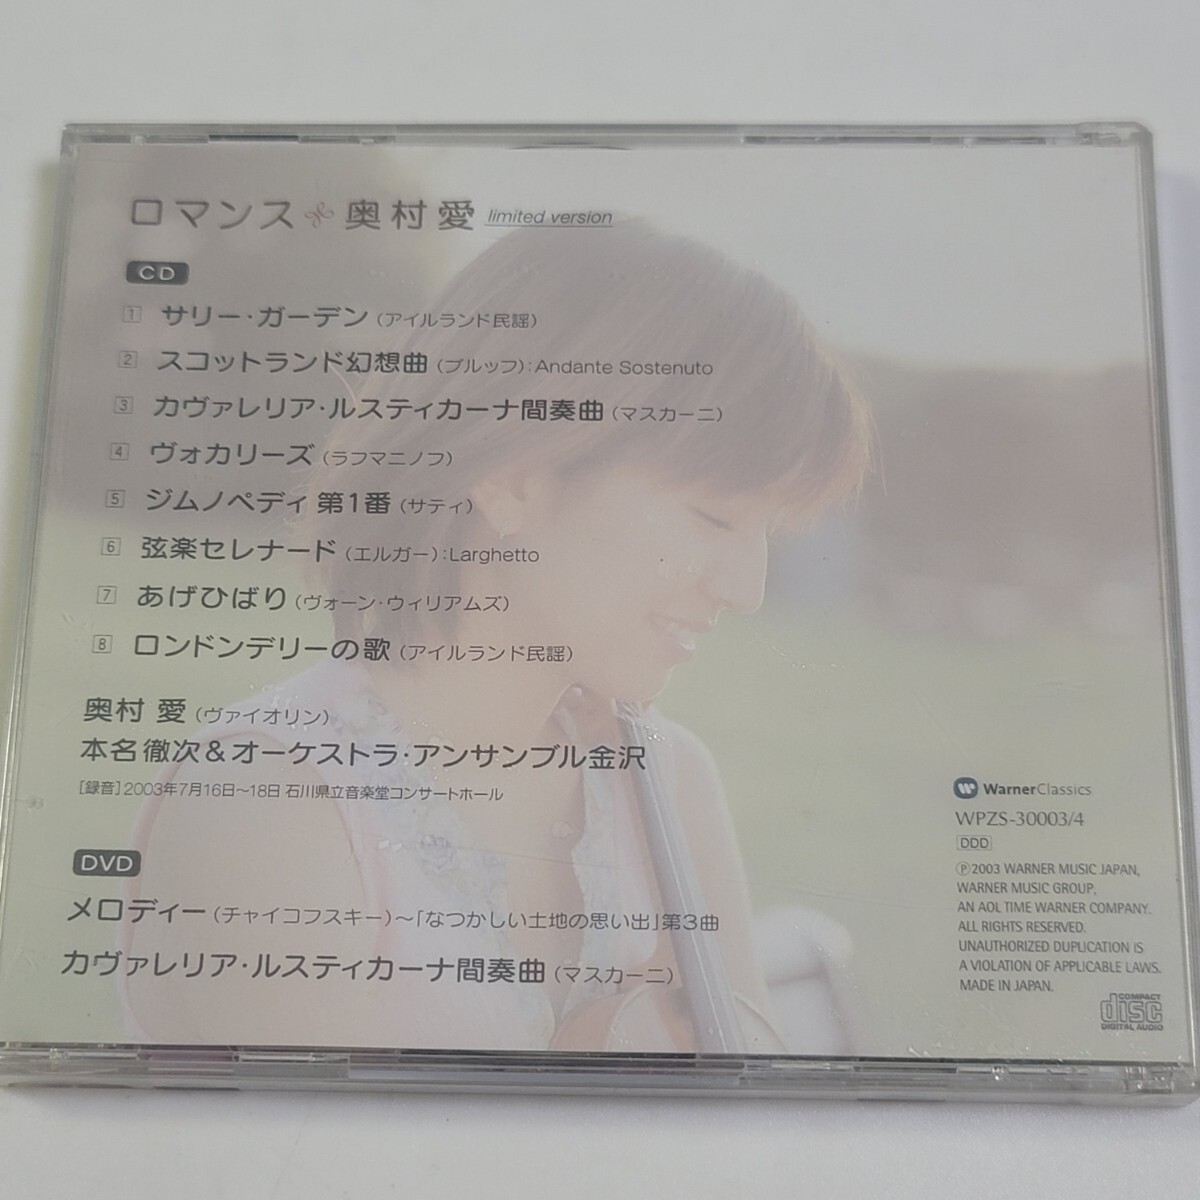 ロマンス 奥村愛 limited version
CD
1 サリー・ガーデン(アイルランド民謡)
2 スコットランド幻想曲(ブルッフ):Andante Sostenuto
3 カヴァレリア・ルスティカーナ間奏曲(マスカーニ)
4 ヴォカリーズ(ラフマニノフ)
5 ジムノペディ 第1番(サティ)
6 弦楽セレナード(エルガー):Larghetto
7 あげひばり(ヴォーン・ウィリアムズ)
8 ロンドンデリーの歌(アイルランド民謡)
奥村 愛(ヴァイオリン)
本名徹次&オーケストラ・アンサンブル金沢
[録音]2003年7月16日~18日 石川県立音楽堂コンサートホール
DVD
メロディー(チャイコフスキー)~「なつかしい土地の思い出」第3曲
カヴァレリア・ルスティカーナ間奏曲(マスカーニ)
WarnerClassics
WPZS-30003/4
DDD
Ⓟ2003 WARNER MUSIC JAPAN,
WARNER MUSIC GROUP,
AN AOL TIME WARNER COMPANY.
ALL RIGHTS RESERVED.
UNAUTHORIZED DUPLICATION IS
A VIOLATION OF APPLICABLE LAWS.
MADE IN JAPAN.
COMPACT
disc
DIGITAL AUDIO